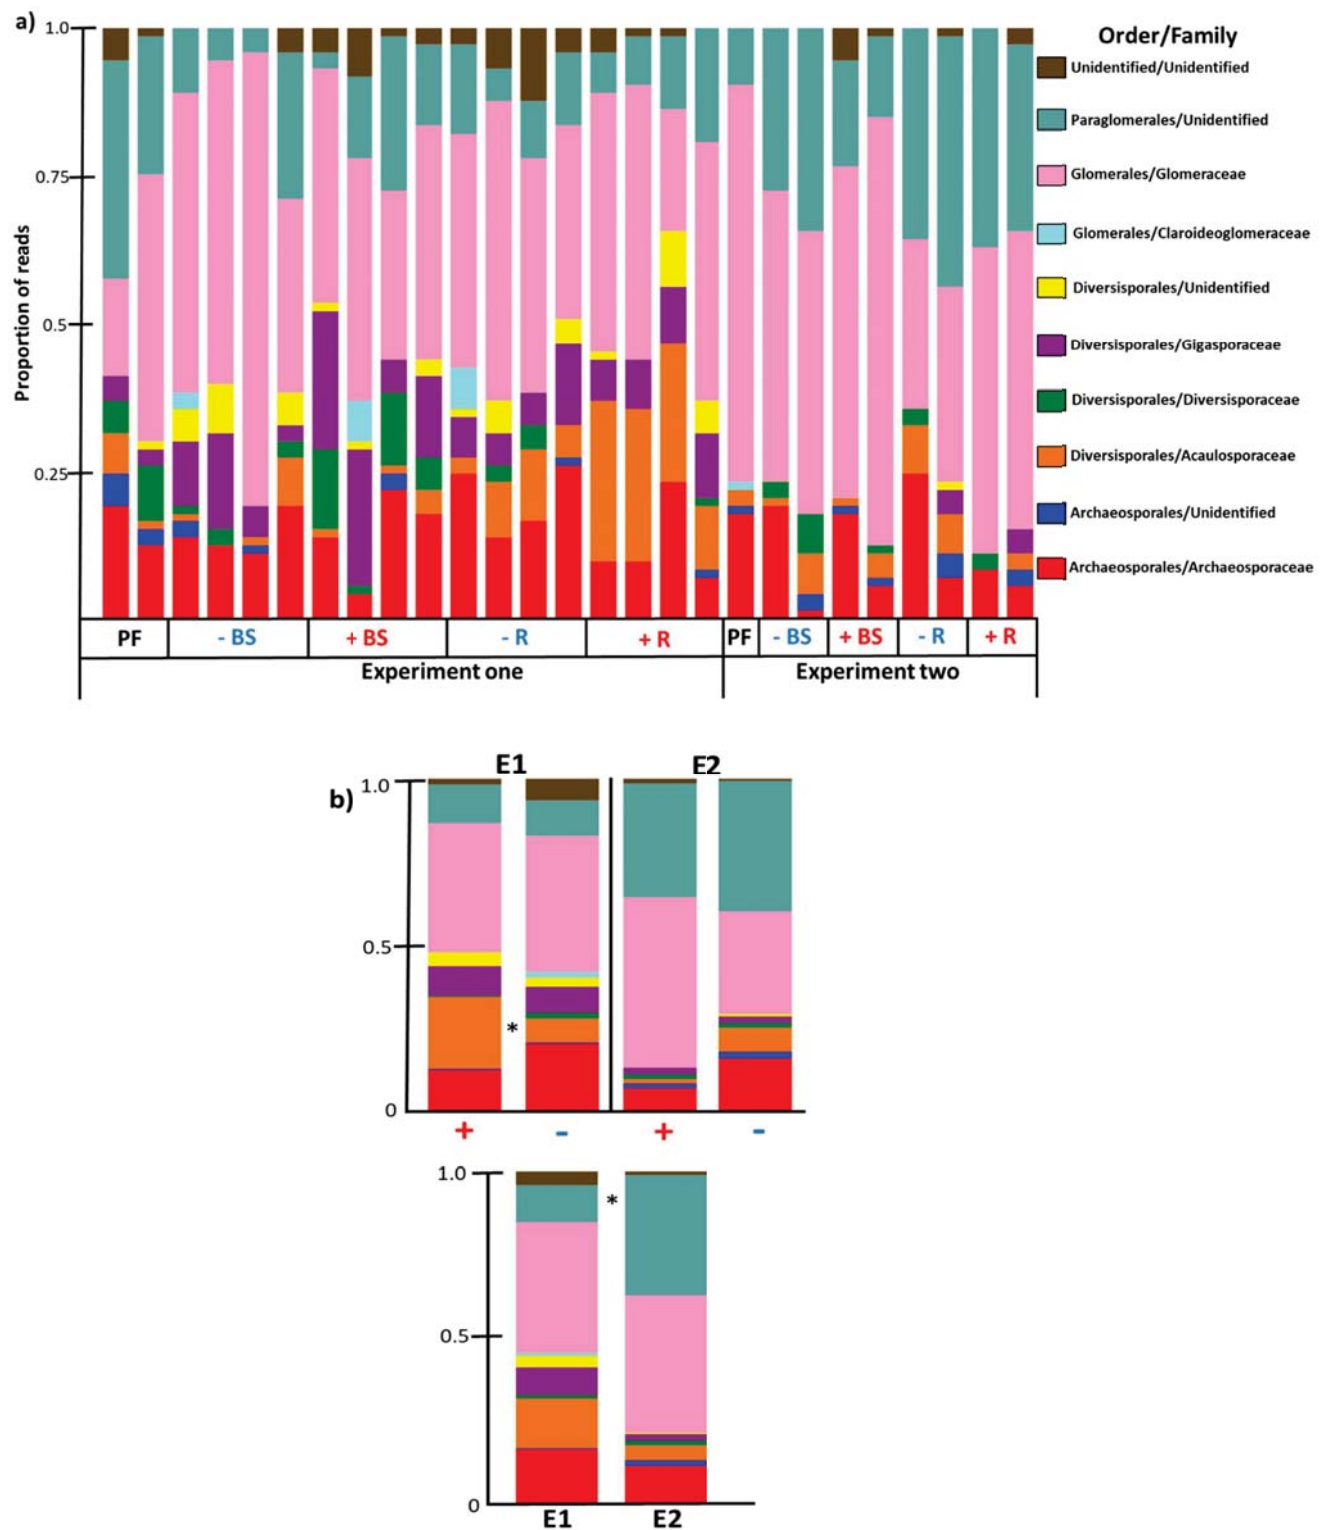 a)
1.0
0.75
0.5
0.25
Proportion of reads
Order/Family
Unidentified/Unidentified
Paraglomerales/Unidentified
Glomerales/Glomeraceae
Glomerales/Claroideoglomeraceae
Diversisporales/Unidentified
Diversisporales/Gigasporaceae
Diversisporales/Diversisporaceae
Diversisporales/Acaulosporaceae
Archaeosporales/Unidentified
Archaeosporales/Archaeosporaceae
PF - BS + BS - R + R PF - BS + BS - R + R
Experiment one Experiment two
b)
E1 E2
1.0
0.5
*
0
+ - + -
1.0
*
0.5
0
E1 E2